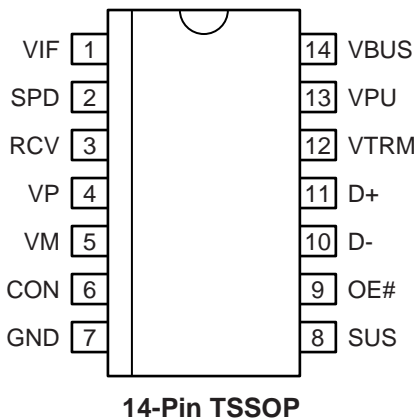 VIF 1 14 VBUS
SPD 2 13 VPU
RCV 3 12 VTRM
VP 4 11 D+
VM 5 10 D-
CON 6 9 OE#
GND 7 8 SUS
14-Pin TSSOP